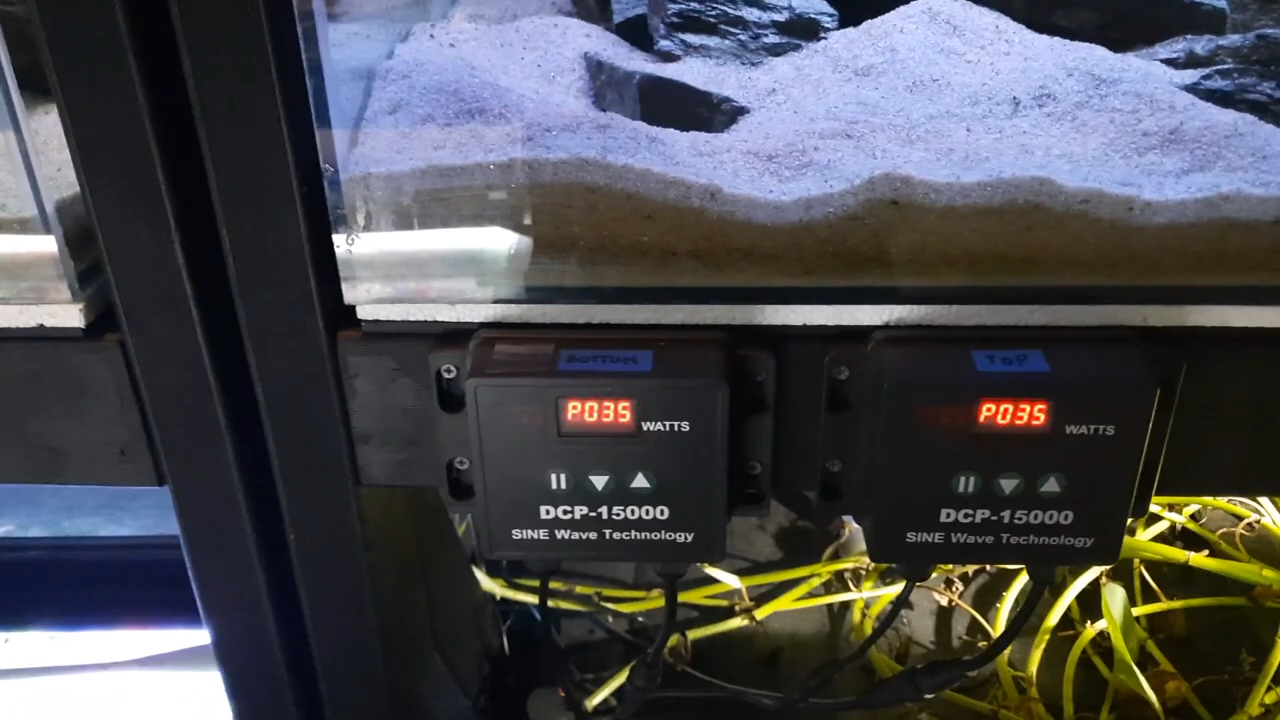 BOTTOM
P035
WATTS
DCP-15000
SINE Wave Technology
TOP
P035
WATTS
DCP-15000
SINE Wave Technology